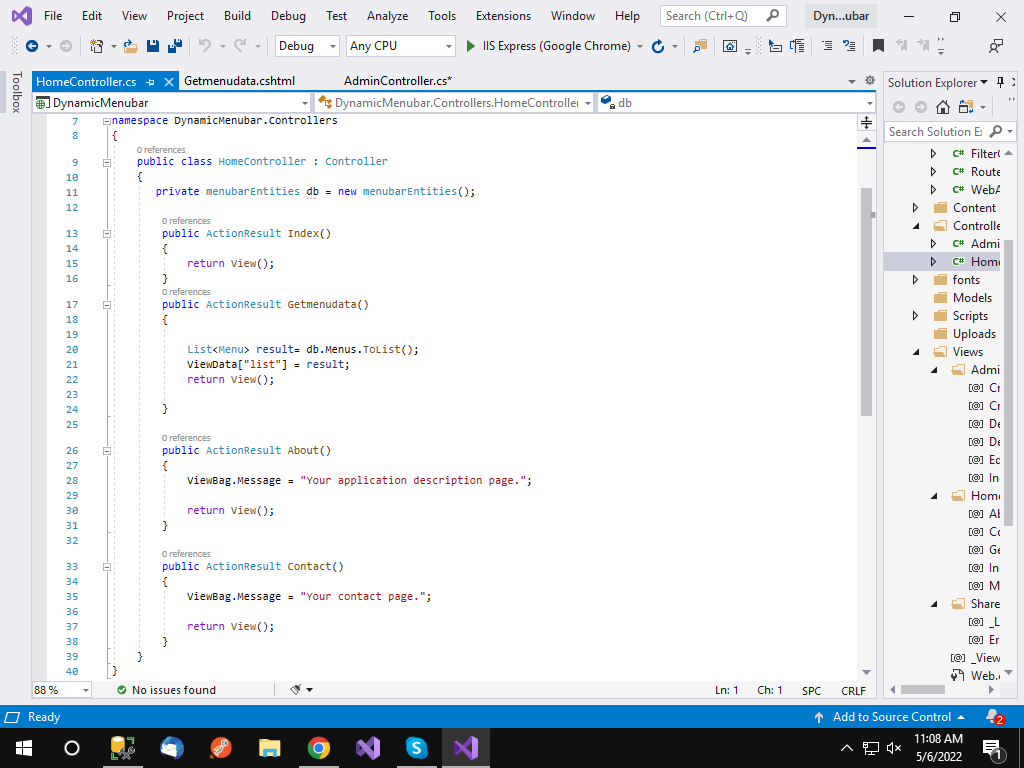 File Edit View Project Build Debug Test Analyze Tools Extensions Window Help Search (Ctrl+Q) Dyn...ubar
Debug Any CPU IIS Express (Google Chrome)
Toolbox
HomeController.cs Getmenudata.cshtml AdminController.cs*
DynamicMenubar DynamicMenubar.Controllers.HomeController db
7 namespace DynamicMenubar.Controllers
8 {
0 references
9 public class HomeController : Controller
10 {
11 private menubarEntities db = new menubarEntities();
12
0 references
13 public ActionResult Index()
14 {
15 return View();
16 }
0 references
17 public ActionResult Getmenudata()
18 {
19
20 List<Menu> result= db.Menus.ToList();
21 ViewData["list"] = result;
22 return View();
23
24 }
25
0 references
26 public ActionResult About()
27 {
28 ViewBag.Message = "Your application description page.";
29
30 return View();
31 }
32
0 references
33 public ActionResult Contact()
34 {
35 ViewBag.Message = "Your contact page.";
36
37 return View();
38 }
39 }
40 }
88 % No issues found Ln: 1 Ch: 1 SPC CRLF
Solution Explorer
Search Solution E
C# Filter
C# Route
C# WebA
Content
Controlle
C# Admi
C# Home
fonts
Models
Scripts
Uploads
Views
Admi
[@] Cr
[@] Cr
[@] De
[@] De
[@] Ed
[@] In
Home
[@] Al
[@] Co
[@] Ge
[@] In
[@] M
Share
[@] _L
[@] Er
[@] _View
Web.
Ready Add to Source Control 2
11:08 AM
5/6/2022
1